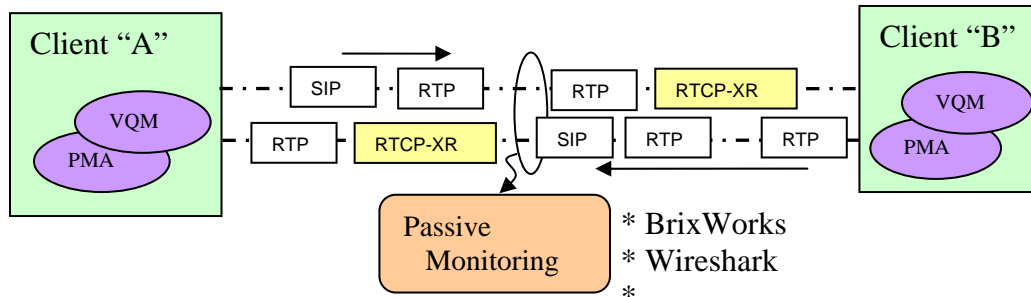 Client “A”
VQM
PMA
SIP
RTP
RTP
RTCP-XR
RTP
RTCP-XR
SIP
RTP
RTP
Client “B”
VQM
PMA
Passive
Monitoring
* BrixWorks
* Wireshark
*